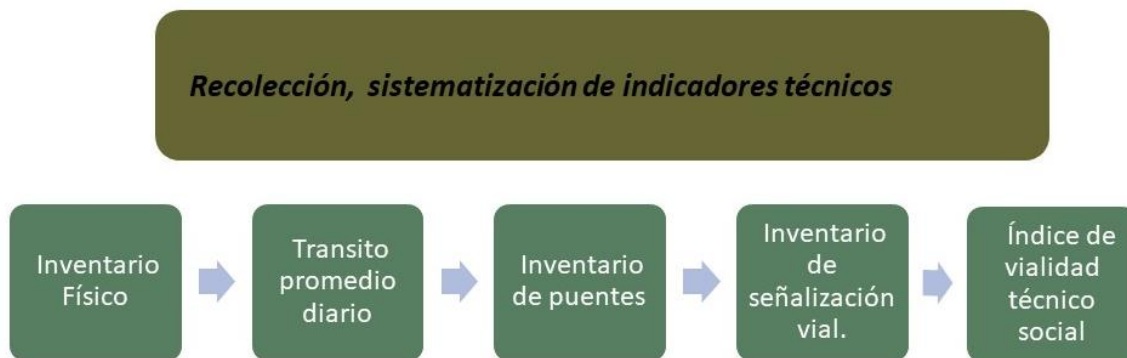 Recolección, sistematización de indicadores técnicos
Inventario
Físico
Transito
promedio
diario
Inventario
de puentes
Inventario
de
señalización
vial.
Índice de
vialidad
técnico
social